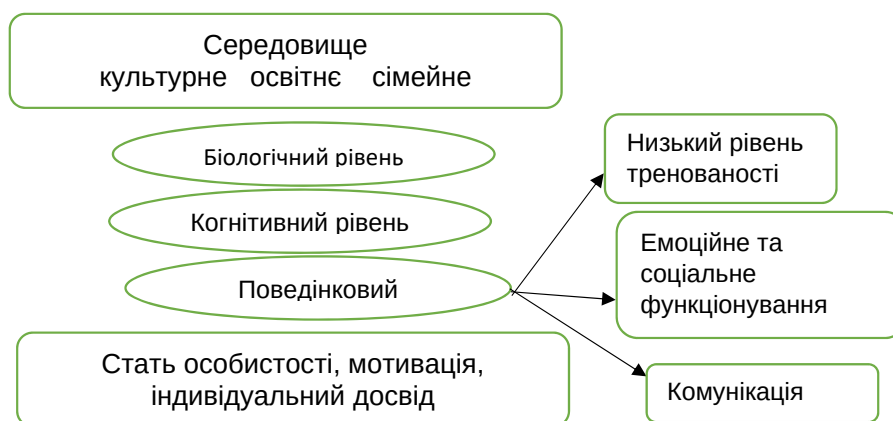 Середовище
культурне освітнє сімейне
Біологічний рівень
Когнітивний рівень
Поведінковий
Стать особистості, мотивація,
індивідуальний досвід
Низький рівень
тренованості
Емоційне та
соціальне
функціонування
Комунікація